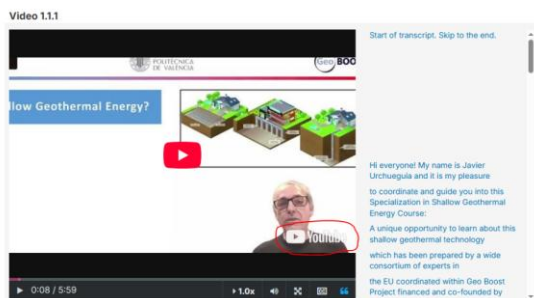 Video 1.1.1
Start of transcript. Skip to the end.
POLITÈCNICA
DE VALÈNCIA
Geo BOO
llow Geothermal Energy?
YouTube
Hi everyone! My name is Javier
Urchueguía and it is my pleasure
to coordinate and guide you into this
Specialization in Shallow Geothermal
Energy Course:
A unique opportunity to learn about this
shallow geothermal technology
which has been prepared by a wide
consortium of experts in
the EU coordinated within Geo Boost
Project financed and co-founded by
0:08 / 5:59
1.0x